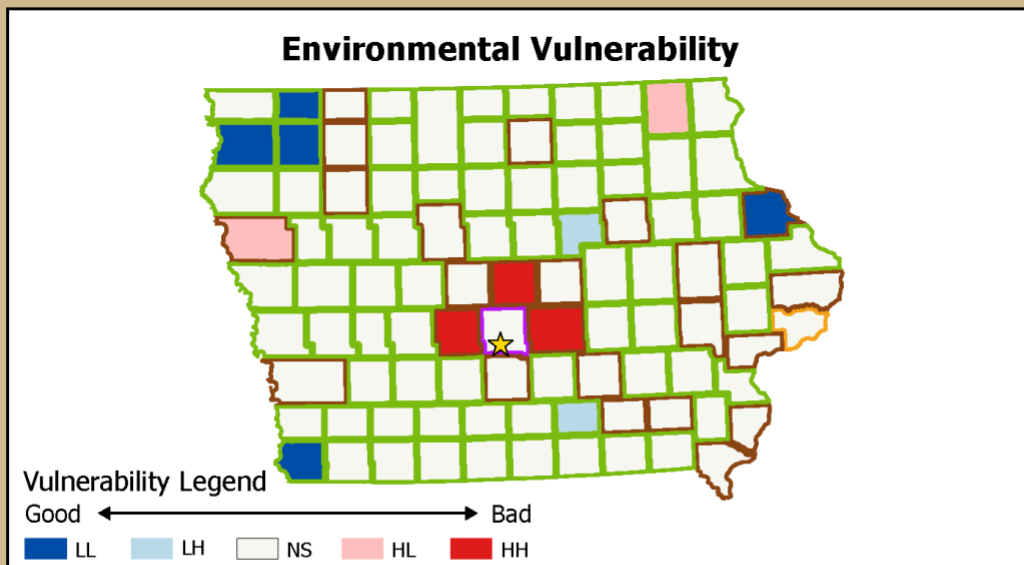 Environmental Vulnerability
Vulnerability Legend
Good Bad
LL LH NS HL HH